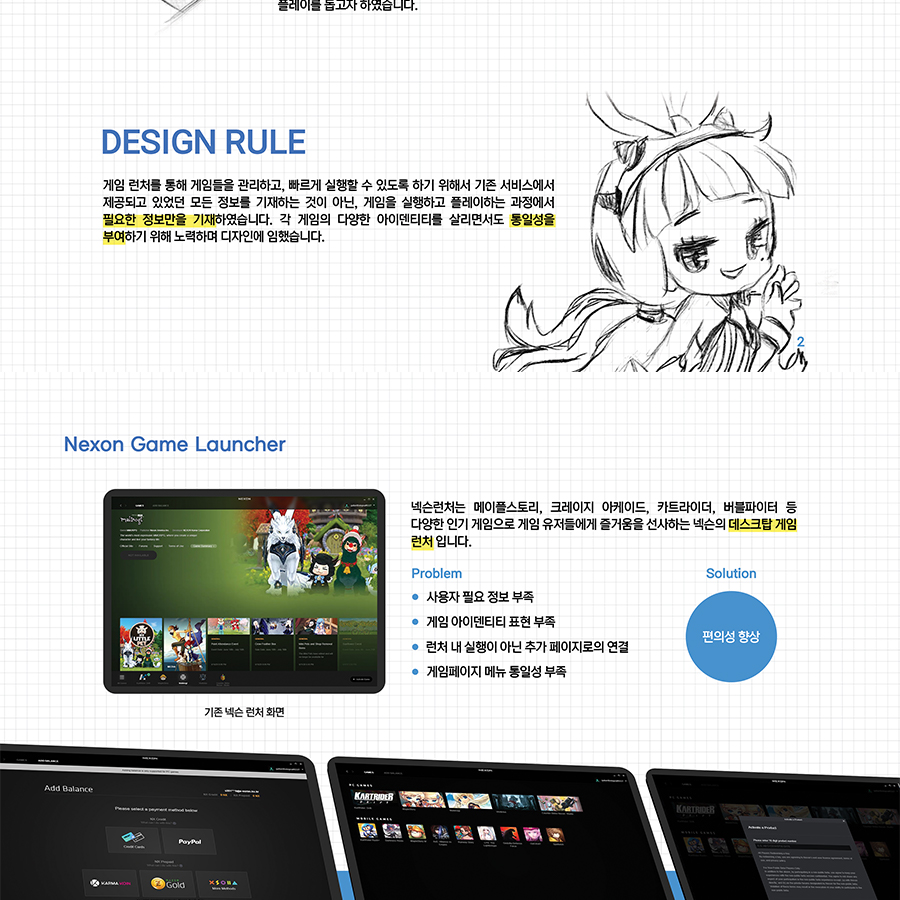 플레이를 돕고자 하였습니다.
DESIGN RULE
게임 런처를 통해 게임들을 관리하고, 빠르게 실행할 수 있도록 하기 위해서 기존 서비스에서
제공되고 있었던 모든 정보를 기재하는 것이 아닌, 게임을 실행하고 플레이하는 과정에서
필요한 정보만을 기재하였습니다. 각 게임의 다양한 아이덴티티를 살리면서도 통일성을
부여하기 위해 노력하며 디자인에 임했습니다.
2
Nexon Game Launcher
NEXON
넥슨런처는 메이플스토리, 크레이지 아케이드, 카트라이더, 버블파이터 등
다양한 인기 게임으로 게임 유저들에게 즐거움을 선사하는 넥슨의 데스크탑 게임
런처 입니다.
Problem
Solution
사용자 필요 정보 부족
게임 아이덴티티 표현 부족
런처 내 실행이 아닌 추가 페이지로의 연결
게임페이지 메뉴 통일성 부족
편의성 향상
기존 넥슨 런처 화면
Add Balance
Please select a payment method below
Credit Cards
PayPal
KARMA KOIN
Gold
XSOLLA
More Methods
PC GAMES
KARTRIDER
MOBILE GAMES
KARTRIDER
Activate a Product